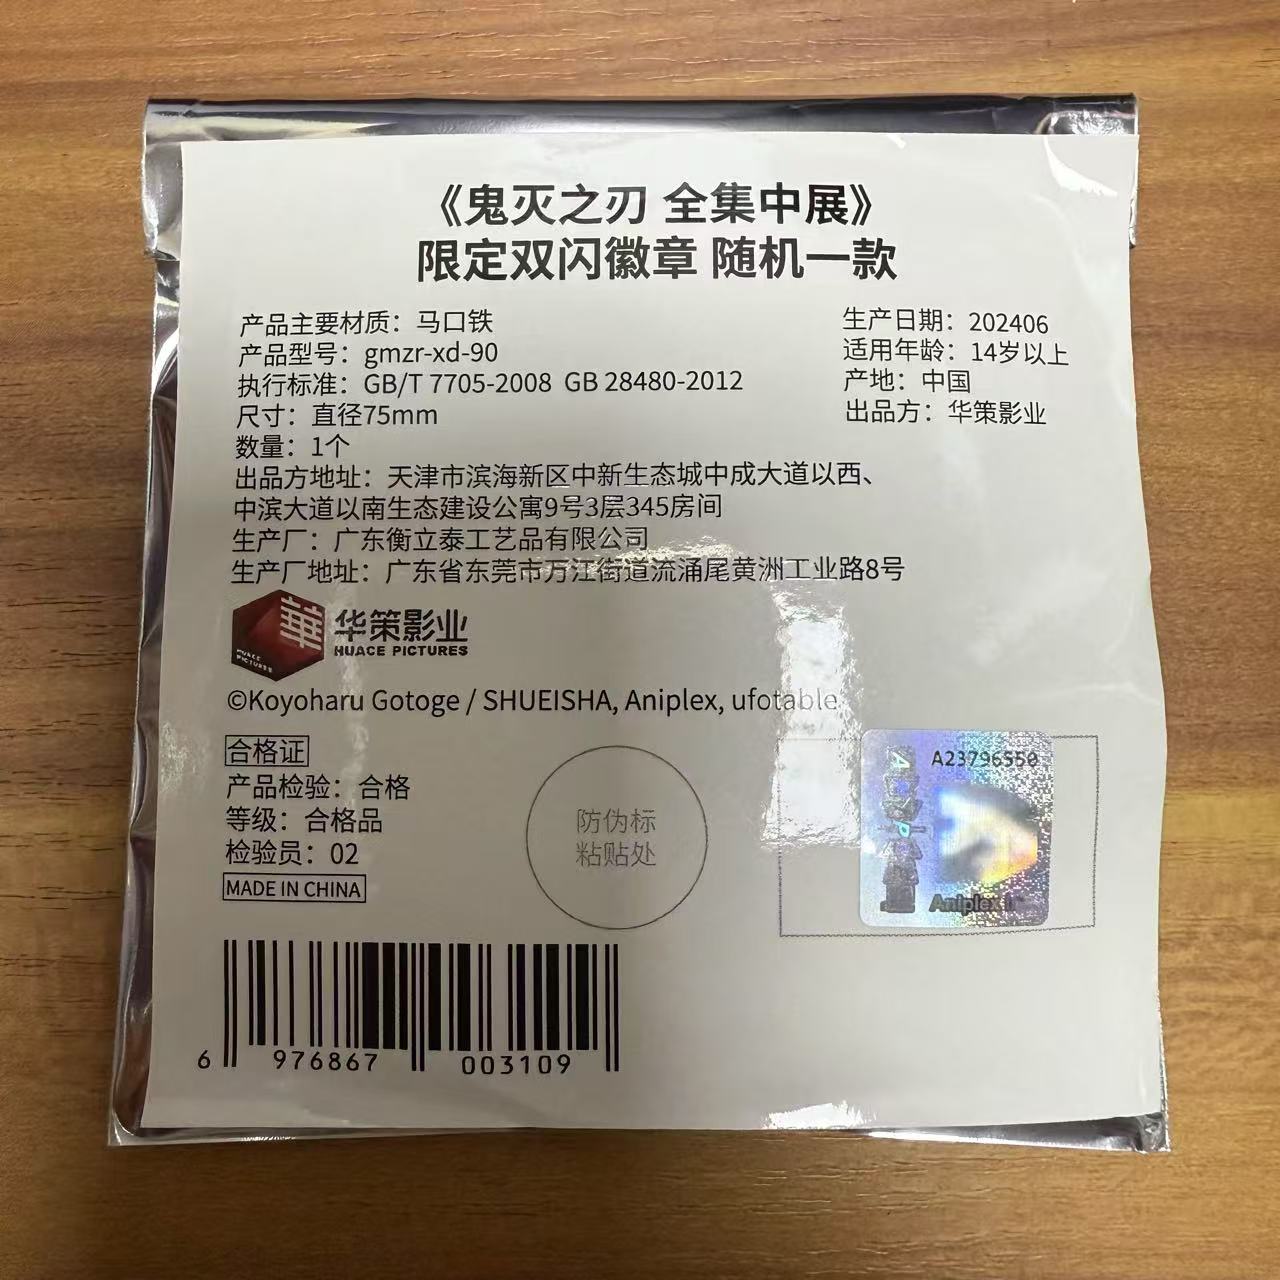 《鬼灭之刃 全集中展》
限定双闪徽章 随机一款
产品主要材质：马口铁
产品型号：gmzr-xd-90
执行标准：GB/T 7705-2008 GB 28480-2012
尺寸：直径75mm
数量：1个
生产日期：202406
适用年龄：14岁以上
产地：中国
出品方：华策影业
出品方地址：天津市滨海新区中新生态城中成大道以西、
中滨大道以南生态建设公寓9号3层345房间
生产厂：广东衡立泰工艺品有限公司
生产厂地址：广东省东莞市万江街道流涌尾黄洲工业路8号
華
HUACE
PICTURES
华策影业
HUACE PICTURES
©Koyoharu Gotoge / SHUEISHA, Aniplex, ufotable
合格证
产品检验：合格
等级：合格品
检验员：02
MADE IN CHINA
防伪标
粘贴处
A23796550
Aniplex
6 976867 003109